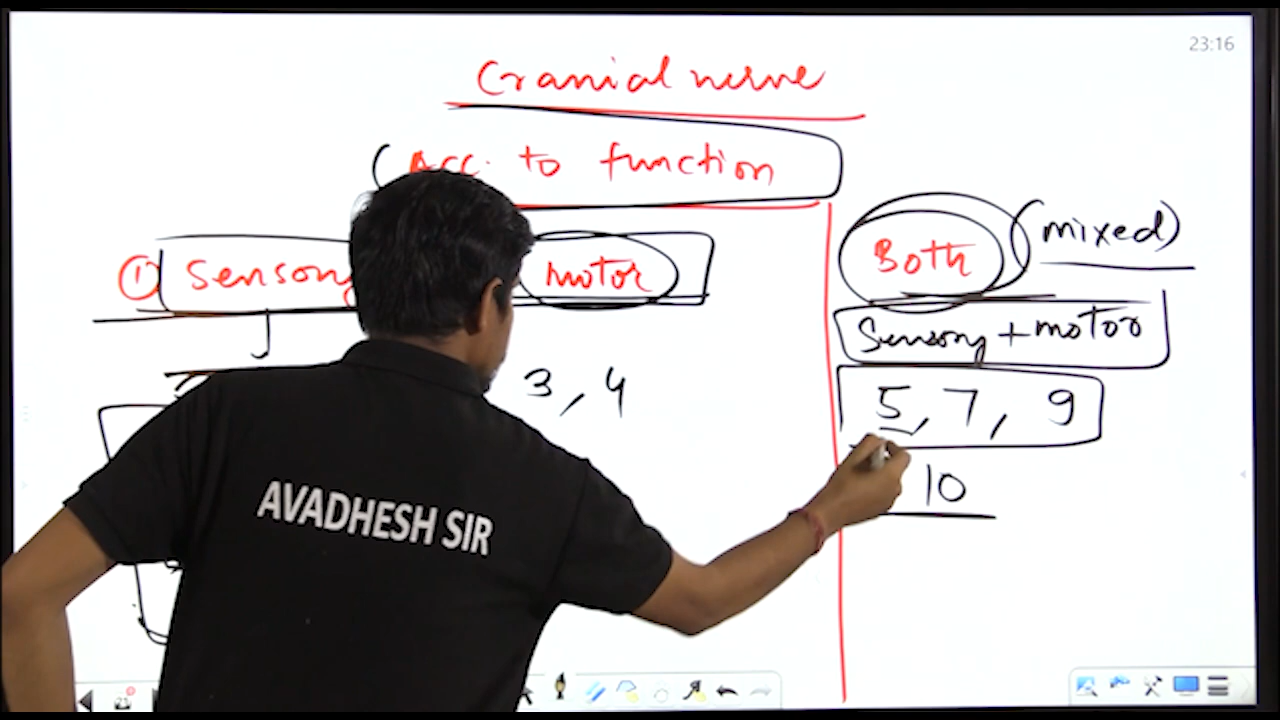 23:16
Cranial nerve
(Acc. to function
① Sensory
motor
Both (mixed)
Sensory + motor
3, 4
5, 7, 9
10
AVADHESH SIR